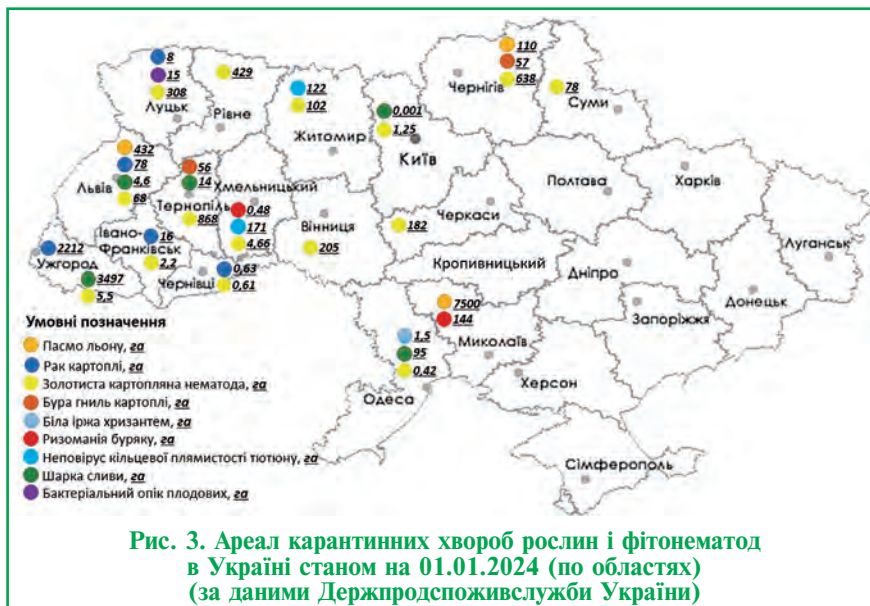 8
15
308
Луцьк
429
Рівне
122
102
Житомир
0,001
1,25
Київ
110
57
638
Чернігів
78
Суми
432
78
4,6
68
Львів
56
14
Тернопіль
868
Хмельницький
0,48
171
4,66
Вінниця
205
182
Черкаси
Полтава
Харків
Луганськ
Івано-
Франківськ
16
2,2
2212
Ужгород
3497
5,5
Чернівці
0,63
0,61
Кропивницький
Дніпро
Донецьк
Запоріжжя
7500
144
Миколаїв
1,5
95
0,42
Одеса
Херсон
Сімферополь
Умовні позначення
Пасмо льону, га
Рак картоплі, га
Золотиста картопляна нематода, га
Бура гниль картоплі, га
Біла іржа хризантем, га
Ризоманія буряку, га
Неповірус кільцевої плямистості тютюну, га
Шарка сливи, га
Бактеріальний опік плодових, га
Рис. 3. Ареал карантинних хвороб рослин і фітонематод
в Україні станом на 01.01.2024 (по областях)
(за даними Держпродспоживслужби України)